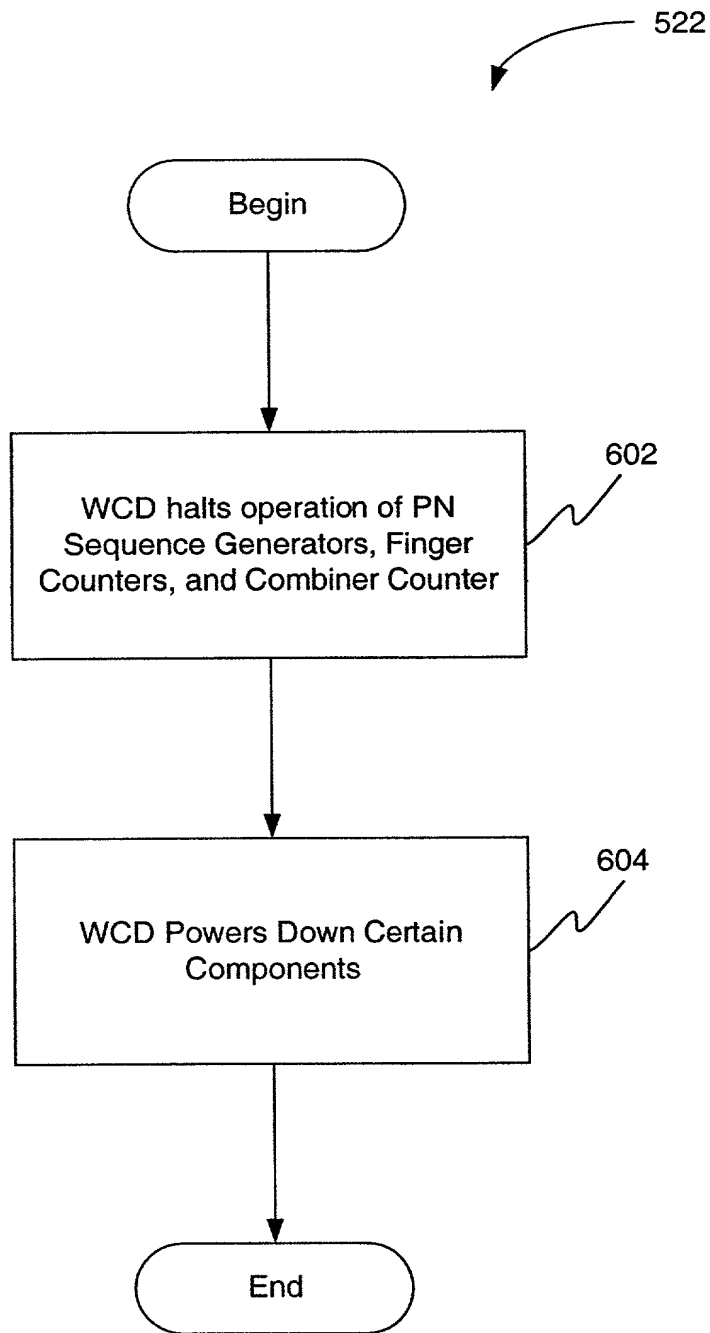 522
Begin
602
WCD halts operation of PN
Sequence Generators, Finger
Counters, and Combiner Counter
604
WCD Powers Down Certain
Components
End